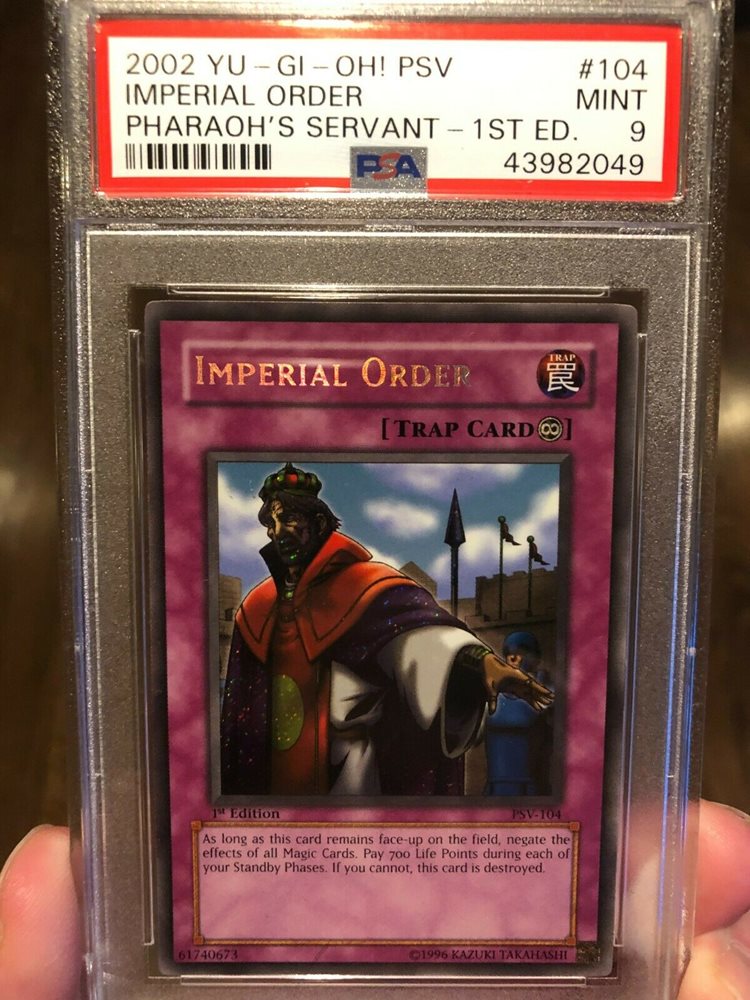 2002 YU-GI-OH! PSV #104
IMPERIAL ORDER MINT
PHARAOH'S SERVANT-1ST ED. 9
PSA 43982049
IMPERIAL ORDER
TRAP
罠
[TRAP CARD∞]
1st Edition PSV-104
As long as this card remains face-up on the field, negate the
effects of all Magic Cards. Pay 700 Life Points during each of
your Standby Phases. If you cannot, this card is destroyed.
61740673 ©1996 KAZUKI TAKAHASHI